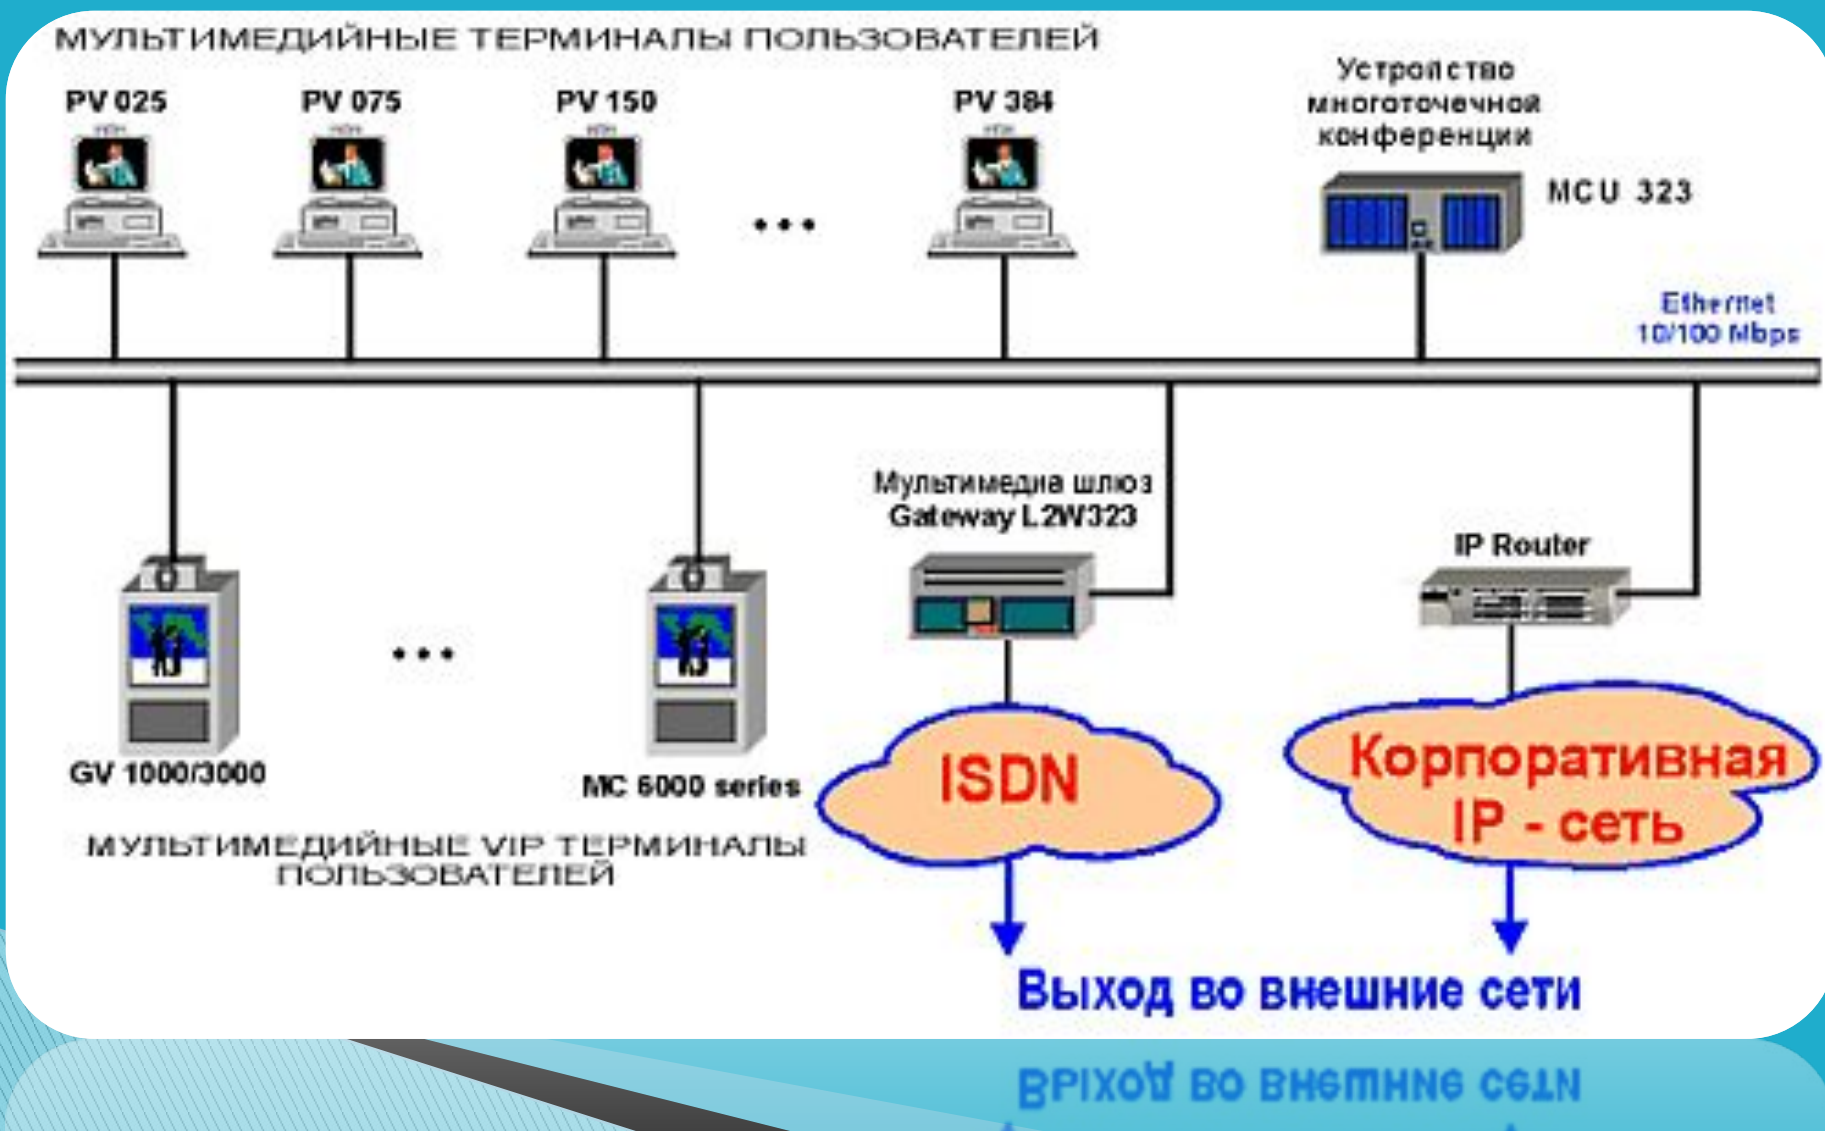 МУЛЬТИМЕДИЙНЫЕ ТЕРМИНАЛЫ ПОЛЬЗОВАТЕЛЕЙ
PV 025
PV 075
PV 150
PV 384
Устройство
многоточечной
конференции
MCU 323
Ethernet
10/100 Mbps
Мультимедиа шлюз
Gateway L2W323
IP Router
GV 1000/3000
MC 6000 series
МУЛЬТИМЕДИЙНЫЕ VIP ТЕРМИНАЛЫ
ПОЛЬЗОВАТЕЛЕЙ
ISDN
Корпоративная
IP - сеть
Выход во внешние сети